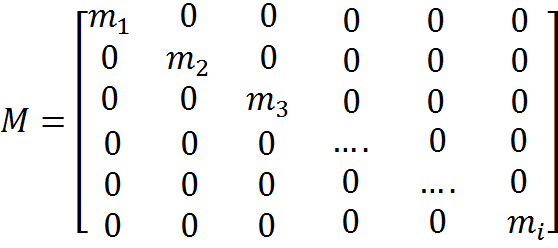 m₁ 0 0 0 0 0
0 m₂ 0 0 0 0
M = 0 0 m₃ 0 0 0
0 0 0 .... 0 0
0 0 0 0 .... 0
0 0 0 0 0 mᵢ